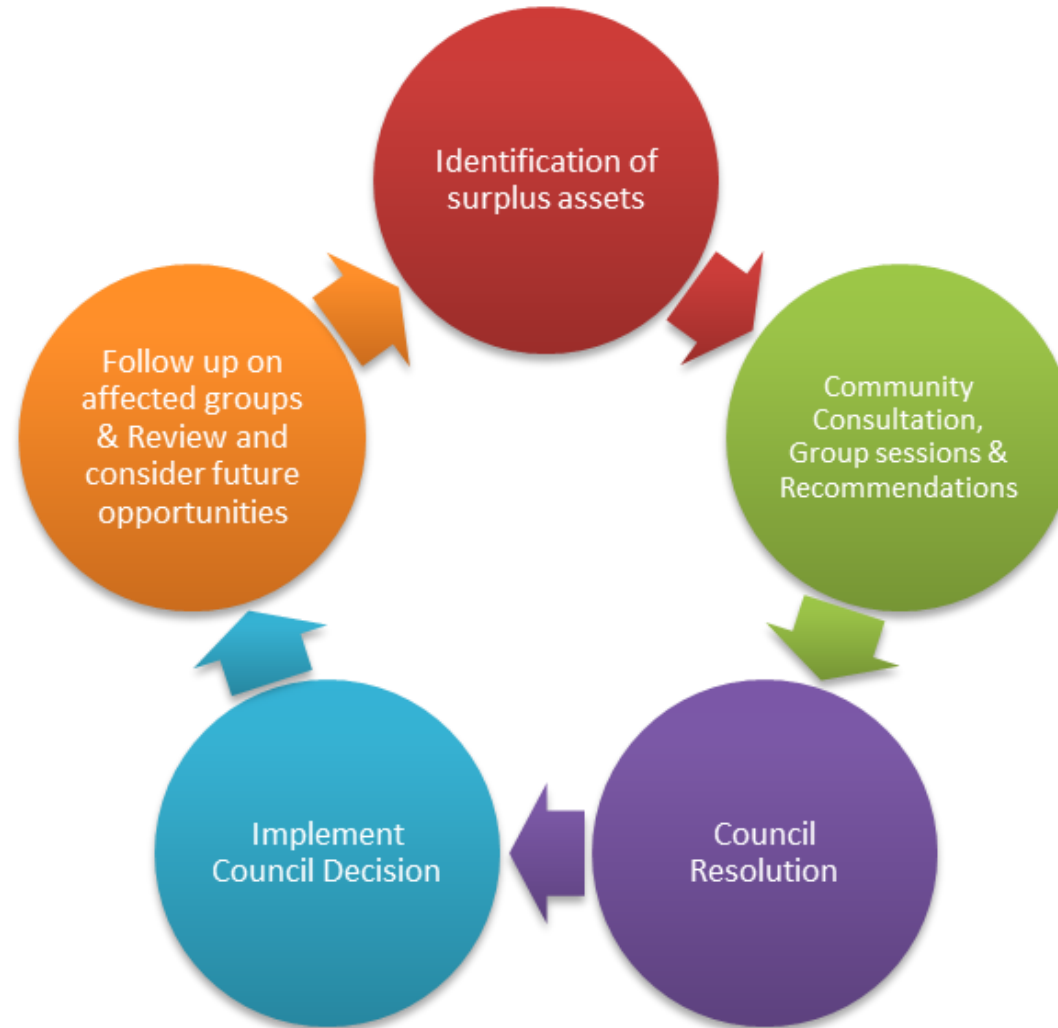 Identification of
surplus assets
Community
Consultation,
Group sessions &
Recommendations
Council
Resolution
Implement
Council Decision
Follow up on
affected groups
& Review and
consider future
opportunities